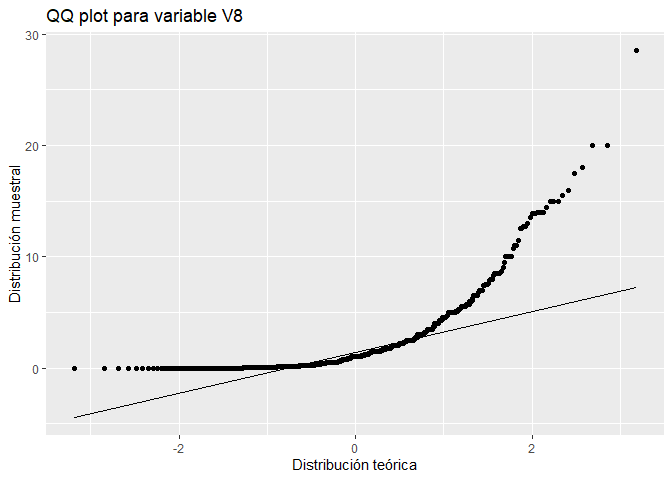 QQ plot para variable V8
Distribución muestral
30
20
10
0
-2
0
2
Distribución teórica